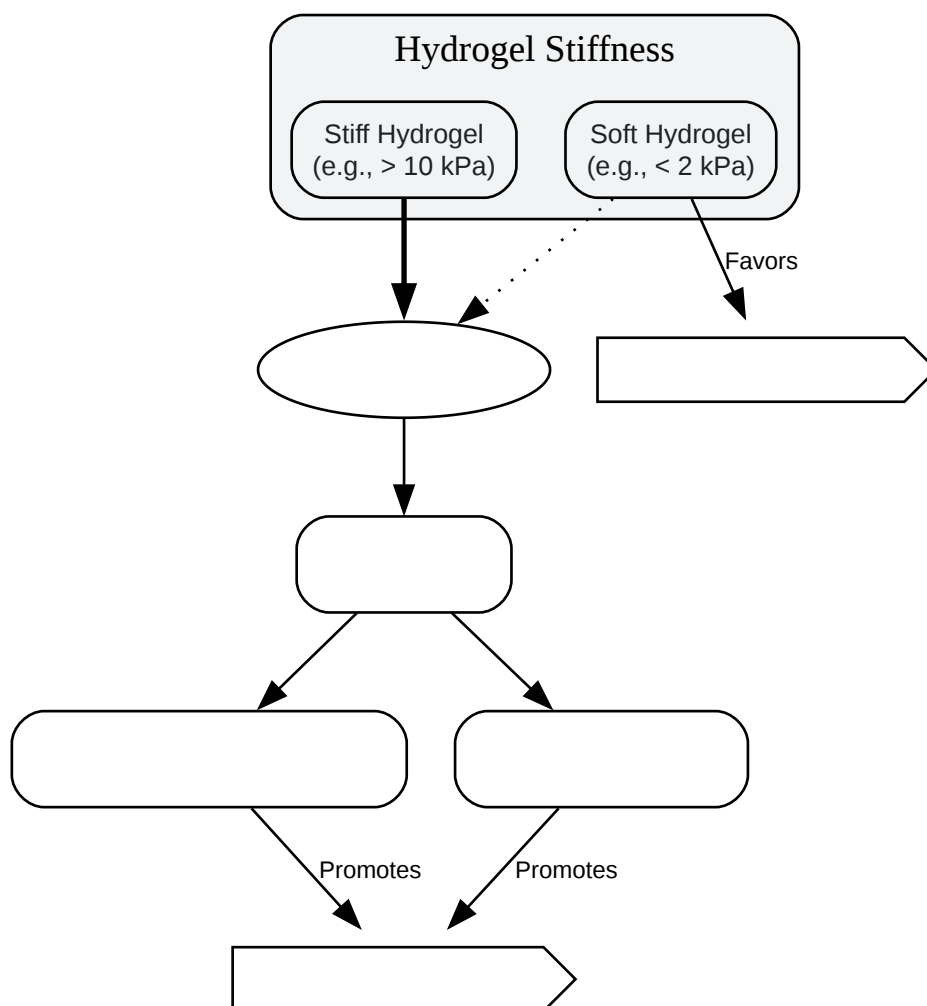 Hydrogel Stiffness
Stiff Hydrogel
(e.g., > 10 kPa)
Soft Hydrogel
(e.g., < 2 kPa)
Favors
Promotes
Promotes